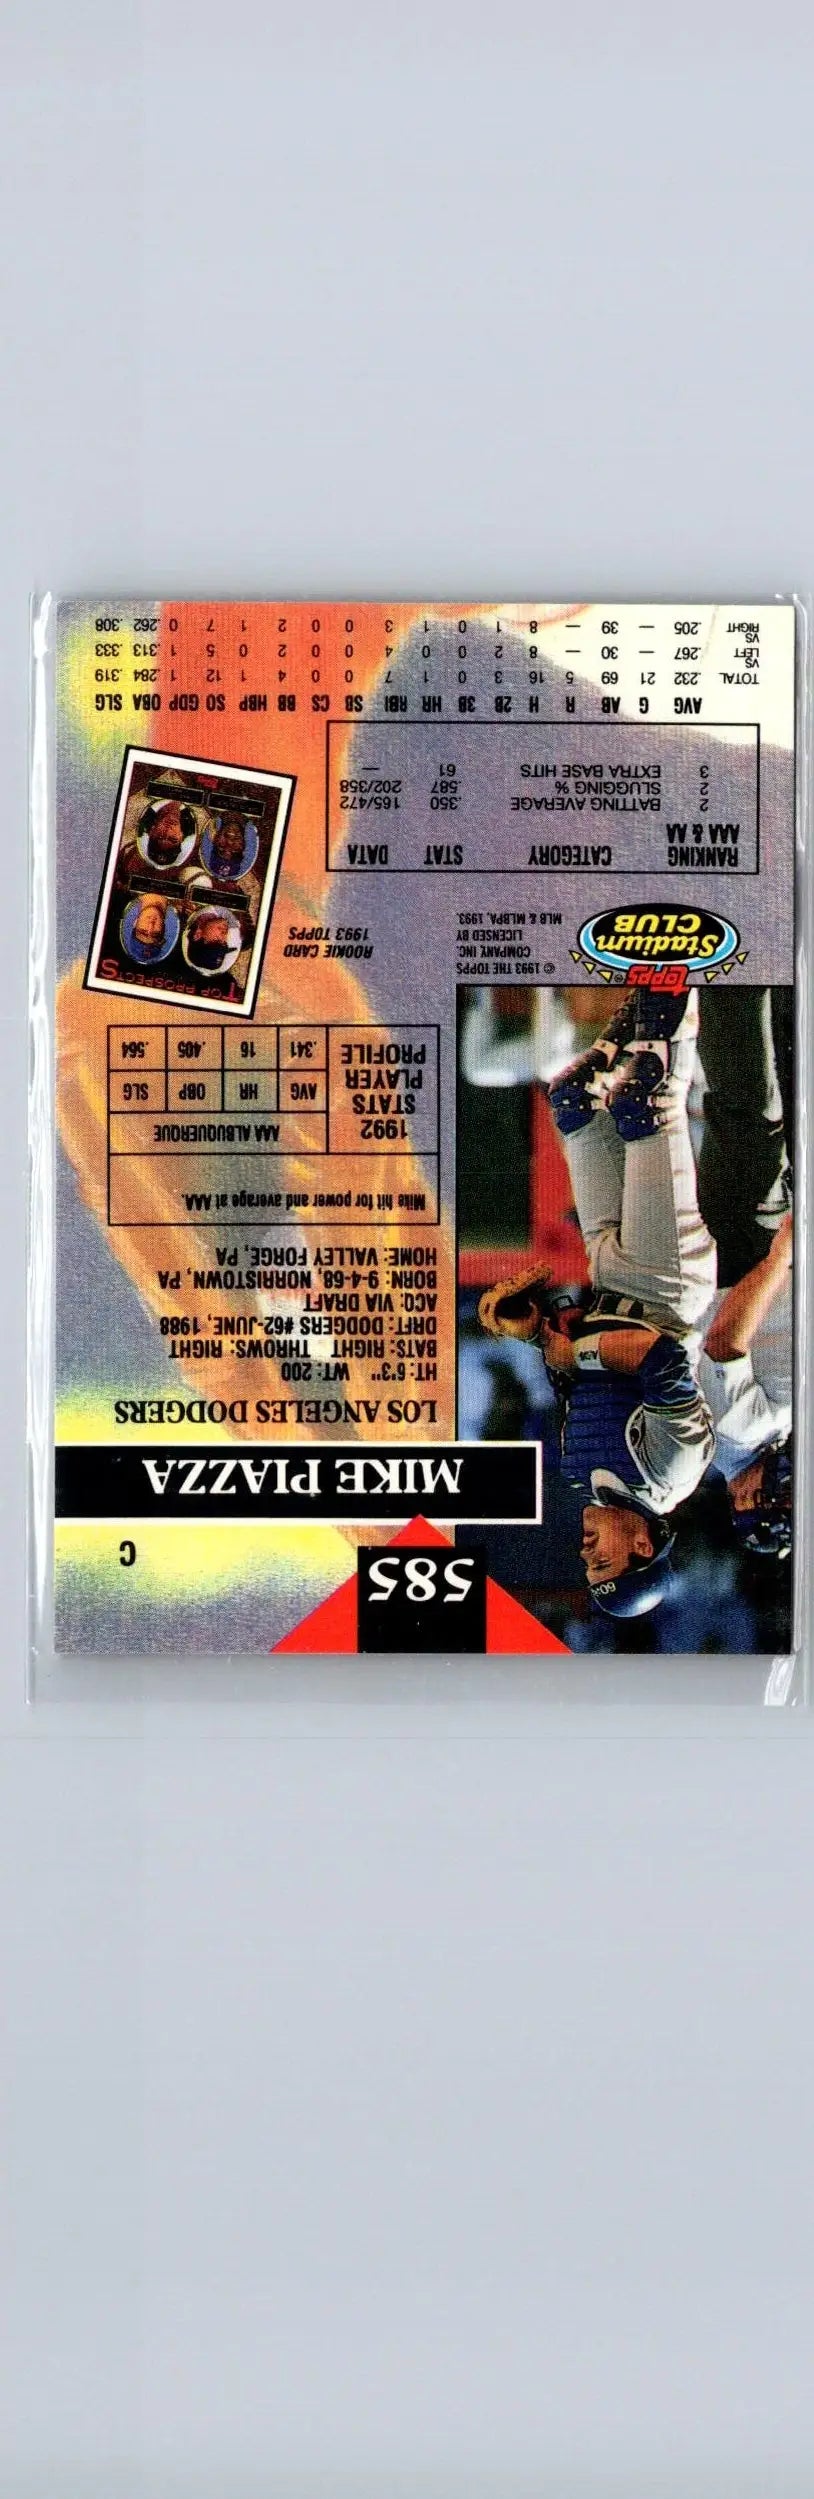 585
C
MIKE PIAZZA
LOS ANGELES DODGERS
HT: 6'3" WT: 200
BATS: RIGHT THROWS: RIGHT
DRFT: DODGERS #62-JUNE, 1988
ACQ: VIA DRAFT
BORN: 9-4-68, NORRISTOWN, PA
HOME: VALLEY FORGE, PA
Mike hit for power and average at AAA.
1992
STATS
PLAYER
PROFILE
AAA ALBUQUERQUE
AVG HR OBP SLG
.341 16 .405 .564
TOP PROSPECTS
ROOKIE CARD
1993 TOPPS
topps®
Stadium
CLUB
© 1993 THE TOPPS
COMPANY, INC.
LICENSED BY
MLB & MLBPA, 1993.
RANKING
AAA & AA CATEGORY STAT DATA
2 BATTING AVERAGE .350 165/472
2 SLUGGING % .587 202/358
3 EXTRA BASE HITS 61 —
AVG G AB R H 2B 3B HR RBI SB CS BB HBP SO GDP OBA SLG
TOTAL .232 21 69 5 16 3 0 1 7 0 0 4 1 12 1 .284 .319
VS
LEFT .267 — 30 — 8 2 0 0 4 0 0 2 0 5 1 .313 .333
VS
RIGHT .205 — 39 — 8 1 0 1 3 0 0 2 1 7 0 .262 .308